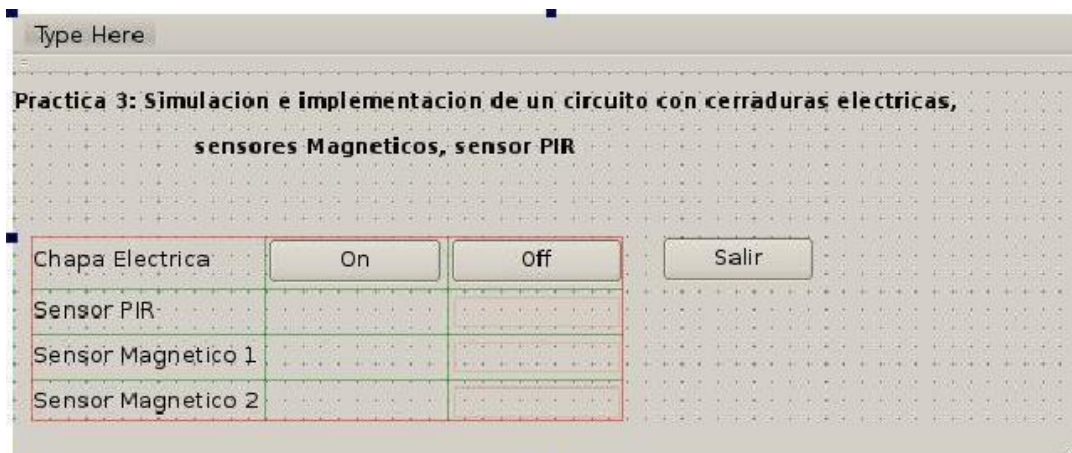 Type Here
Practica 3: Simulacion e implementacion de un circuito con cerraduras electricas,
sensores Magneticos, sensor PIR
Chapa Electrica On Off Salir
Sensor PIR
Sensor Magnetico 1
Sensor Magnetico 2